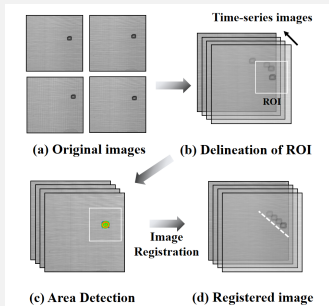 Time-series images
ROI
(a) Original images
(b) Delineation of ROI
Image
Registration
(c) Area Detection
(d) Registered image